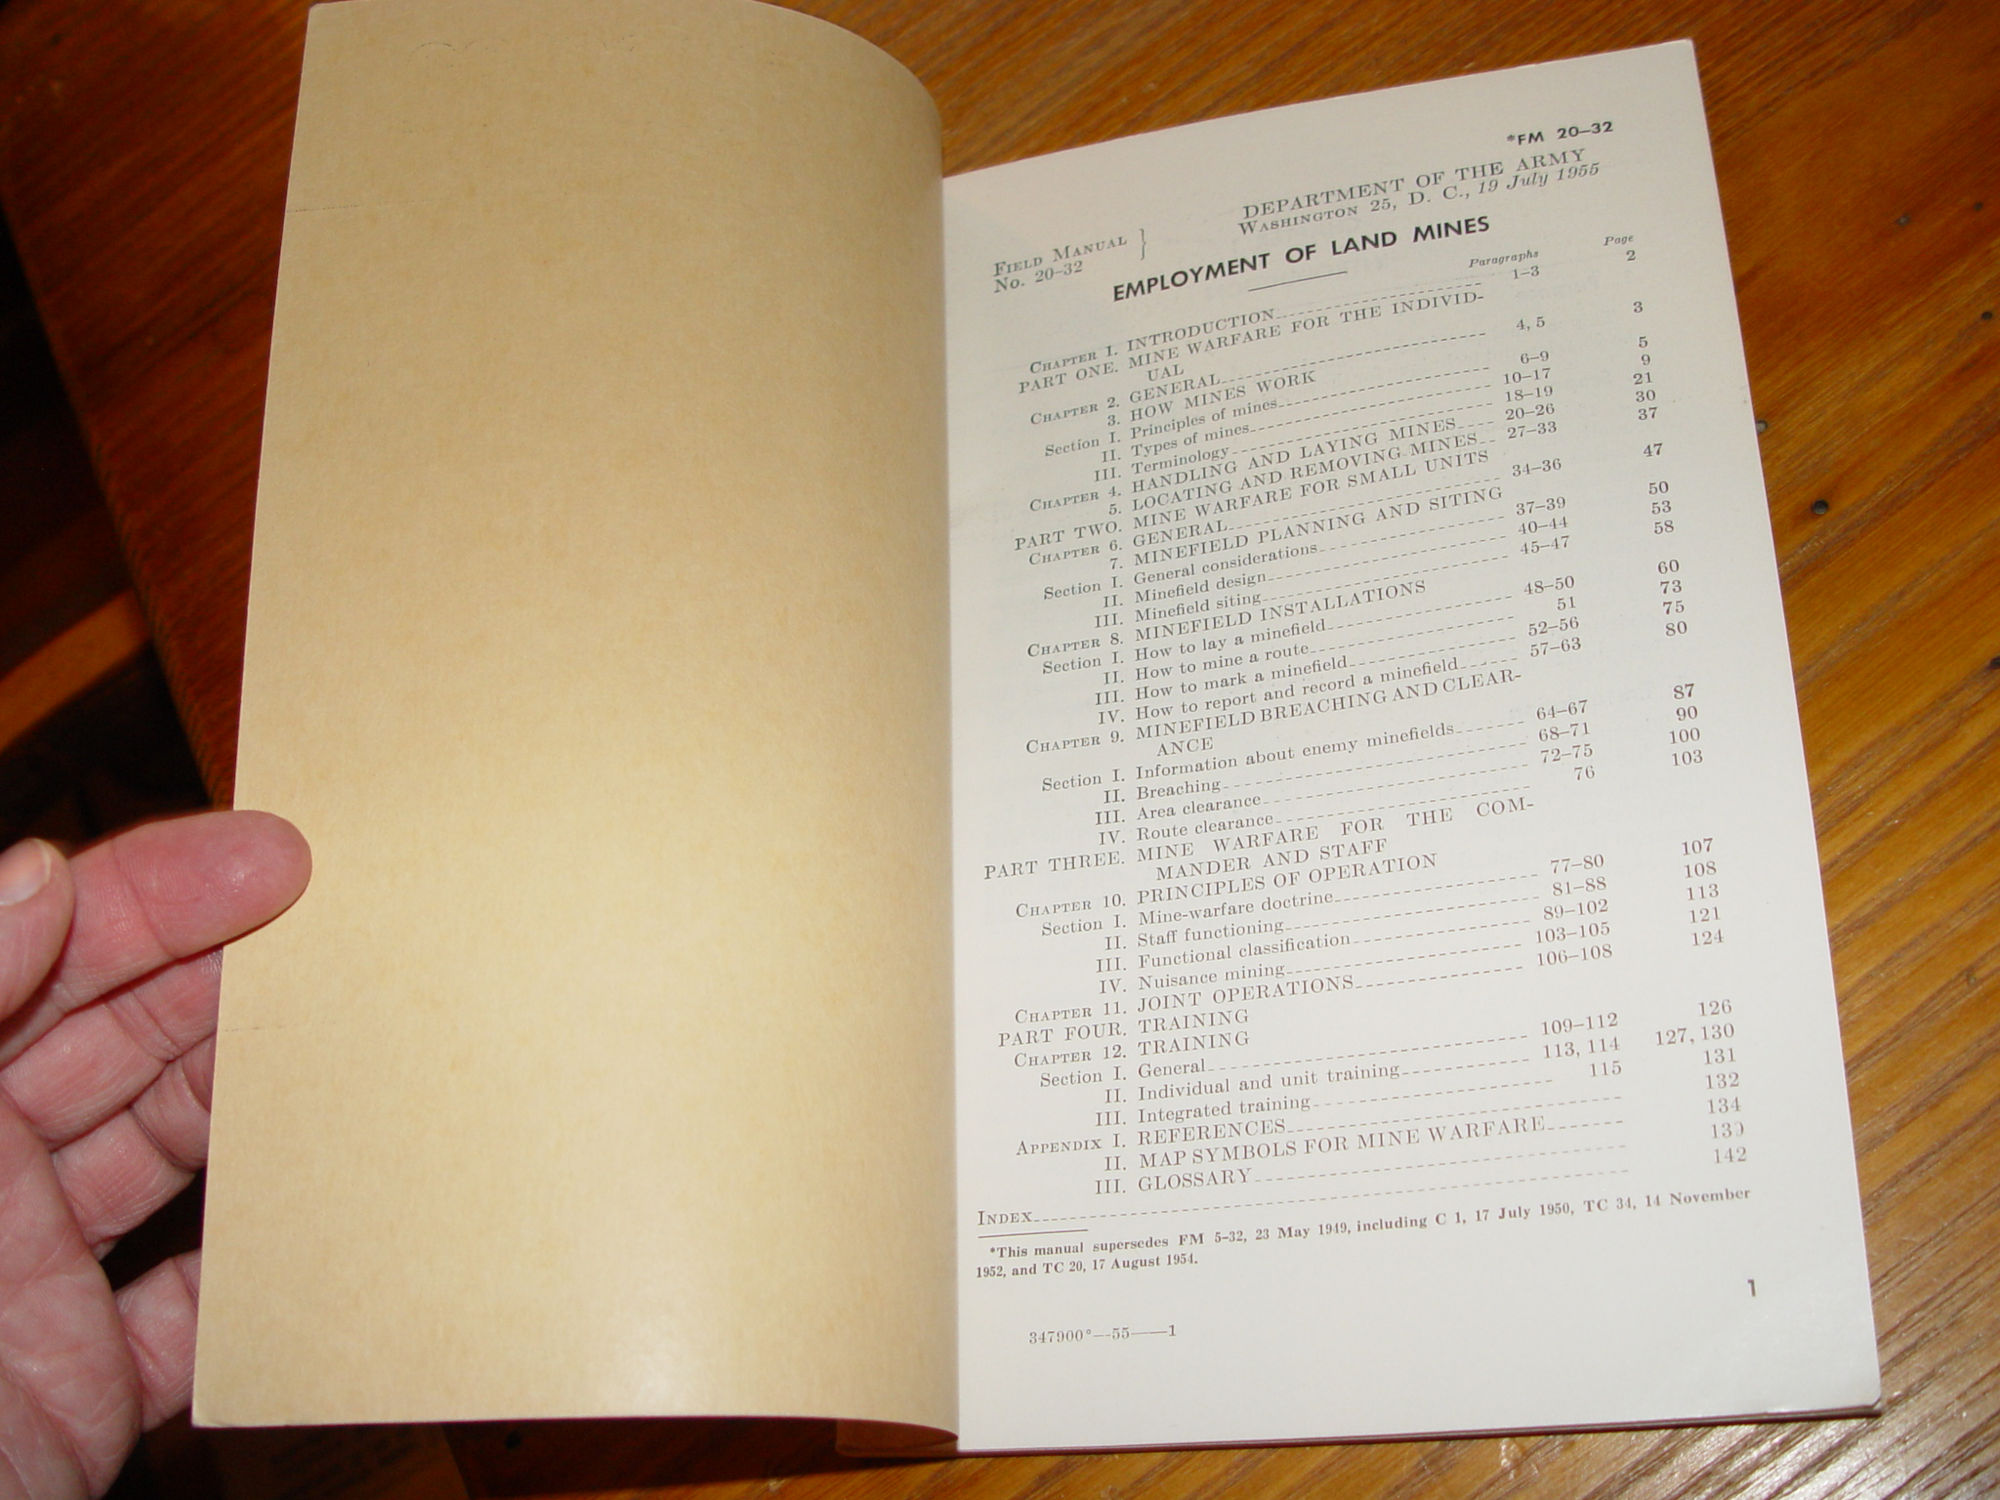 *FM 20–32
DEPARTMENT OF THE ARMY
WASHINGTON 25, D. C., 19 July 1955
FIELD MANUAL
No. 20–32
EMPLOYMENT OF LAND MINES
Paragraphs Page
CHAPTER 1. INTRODUCTION 1–3 2
PART ONE. MINE WARFARE FOR THE INDIVID-
UAL
CHAPTER 2. GENERAL 4, 5 3
3. HOW MINES WORK
Section I. Principles of mines 6–9 5
II. Types of mines 10–17 9
III. Terminology 18–19 21
CHAPTER 4. HANDLING AND LAYING MINES 20–26 30
5. LOCATING AND REMOVING MINES 27–33 37
PART TWO. MINE WARFARE FOR SMALL UNITS
CHAPTER 6. GENERAL 34–36 47
7. MINEFIELD PLANNING AND SITING
Section I. General considerations 37–39 50
II. Minefield design 40–44 53
III. Minefield siting 45–47 58
CHAPTER 8. MINEFIELD INSTALLATIONS
Section I. How to lay a minefield 48–50 60
II. How to mine a route 51 73
III. How to mark a minefield 52–56 75
IV. How to report and record a minefield 57–63 80
CHAPTER 9. MINEFIELD BREACHING AND CLEAR-
ANCE
Section I. Information about enemy minefields 64–67 87
II. Breaching 68–71 90
III. Area clearance 72–75 100
IV. Route clearance 76 103
PART THREE. MINE WARFARE FOR THE COM-
MANDER AND STAFF
CHAPTER 10. PRINCIPLES OF OPERATION
Section I. Mine-warfare doctrine 77–80 107
II. Staff functioning 81–88 108
III. Functional classification 89–102 113
IV. Nuisance mining 103–105 121
CHAPTER 11. JOINT OPERATIONS 106–108 124
PART FOUR. TRAINING
CHAPTER 12. TRAINING
Section I. General 109–112 126
II. Individual and unit training 113, 114 127, 130
III. Integrated training 115 131
APPENDIX I. REFERENCES 132
II. MAP SYMBOLS FOR MINE WARFARE 134
III. GLOSSARY
INDEX 142
*This manual supersedes FM 5–32, 23 May 1949, including C 1, 17 July 1950, TC 34, 14 November
1952, and TC 20, 17 August 1954.
347900°—55——1
1